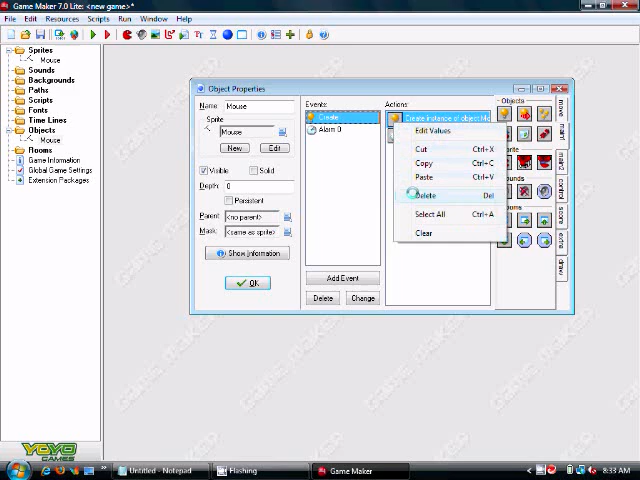 Game Maker 7.0 Lite: <new game>*
File Edit Resources Scripts Run Window Help
Sprites
Mouse
Sounds
Backgrounds
Paths
Scripts
Fonts
Time Lines
Objects
Mouse
Rooms
Game Information
Global Game Settings
Extension Packages
Object Properties
Name: Mouse
Sprite
Mouse
New Edit
Visible Solid
Depth: 0
Persistent
Parent: <no parent>
Mask: <same as sprite>
Show Information
OK
Events:
Create
Alarm 0
Add Event
Delete Change
Actions:
Create instance of object Mo
Edit Values
Cut Ctrl+X
Copy Ctrl+C
Paste Ctrl+V
Delete Del
Select All Ctrl+A
Clear
Objects
move
main1
main2
control
score
extra
draw
YOYO
GAMES
Untitled - Notepad
Flashing
Game Maker
8:33 AM